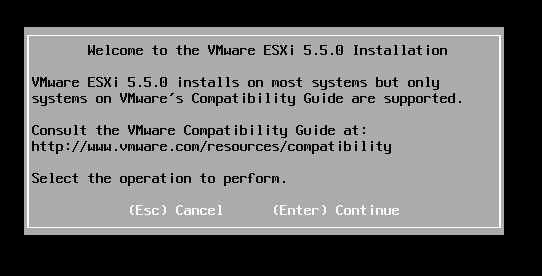 Welcome to the VMware ESXi 5.5.0 Installation
VMware ESXi 5.5.0 installs on most systems but only
systems on VMware's Compatibility Guide are supported.
Consult the VMware Compatibility Guide at:
http://www.vmware.com/resources/compatibility
Select the operation to perform.
(Esc) Cancel (Enter) Continue